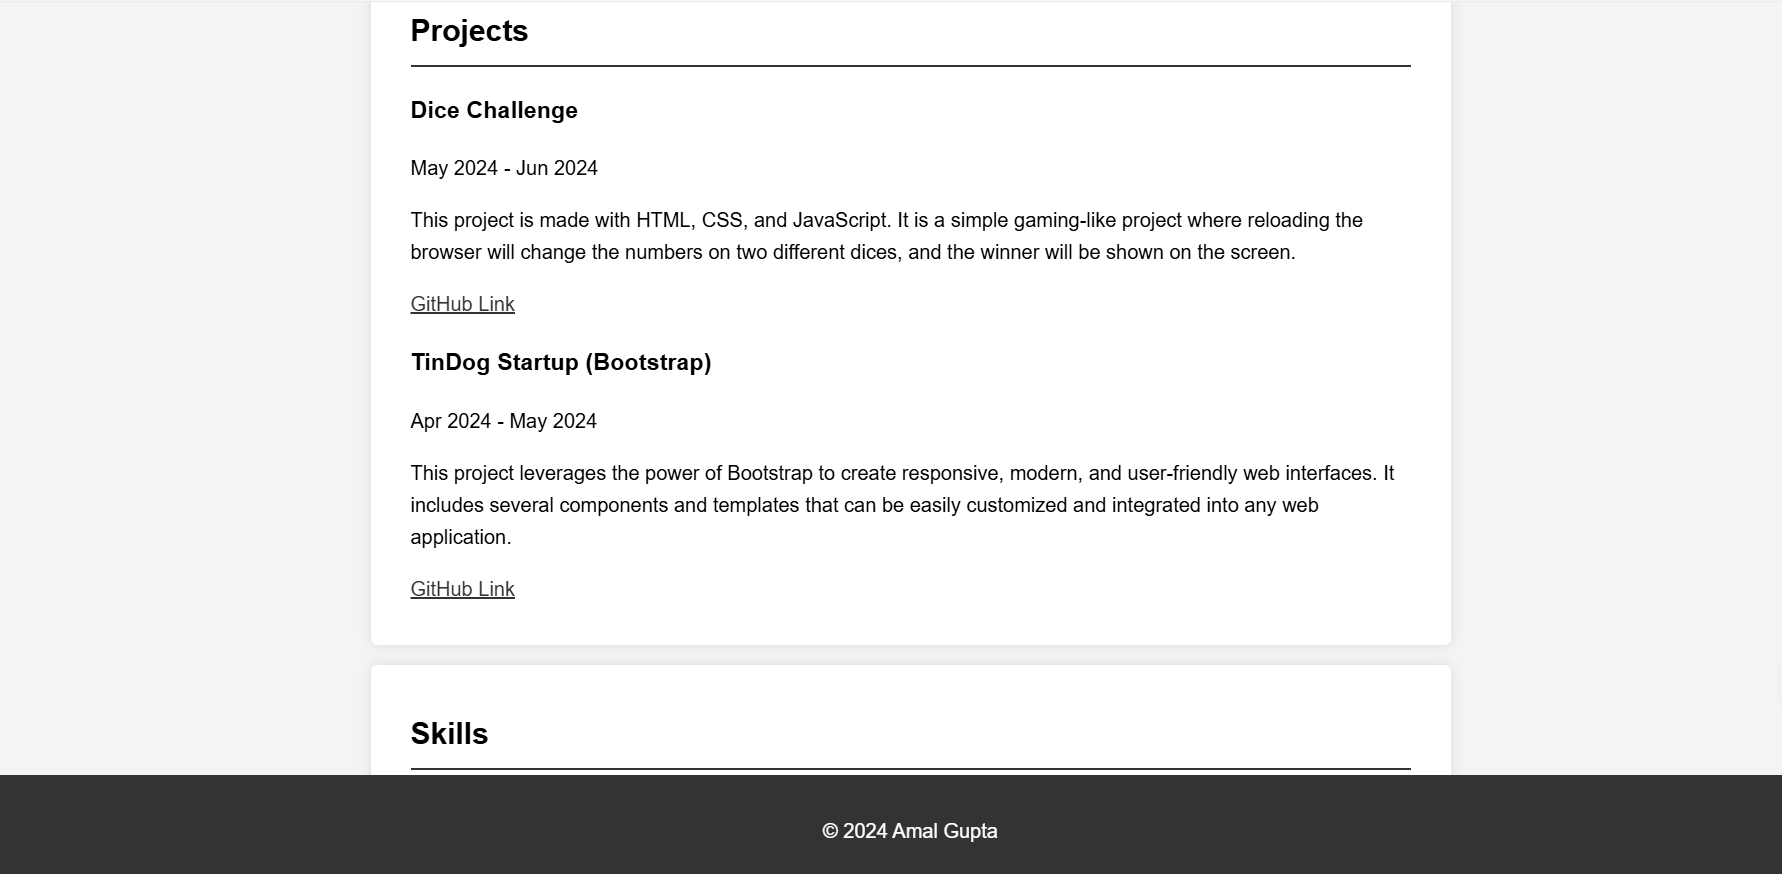 Projects
Dice Challenge
May 2024 - Jun 2024
This project is made with HTML, CSS, and JavaScript. It is a simple gaming-like project where reloading the
browser will change the numbers on two different dices, and the winner will be shown on the screen.
GitHub Link
TinDog Startup (Bootstrap)
Apr 2024 - May 2024
This project leverages the power of Bootstrap to create responsive, modern, and user-friendly web interfaces. It
includes several components and templates that can be easily customized and integrated into any web
application.
GitHub Link
Skills
© 2024 Amal Gupta